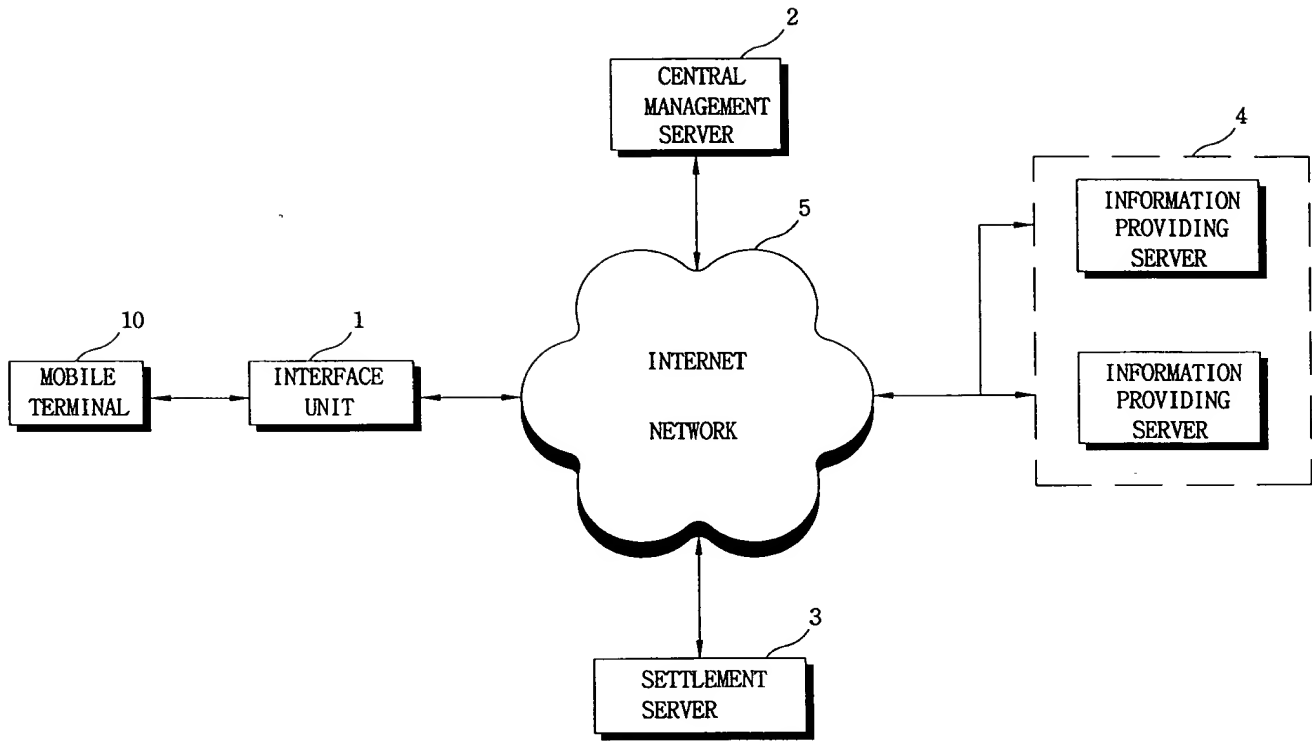 2
CENTRAL
MANAGEMENT
SERVER
4
INFORMATION
PROVIDING
SERVER
5
10
1
MOBILE
TERMINAL
INTERFACE
UNIT
INTERNET
NETWORK
INFORMATION
PROVIDING
SERVER
3
SETTLEMENT
SERVER